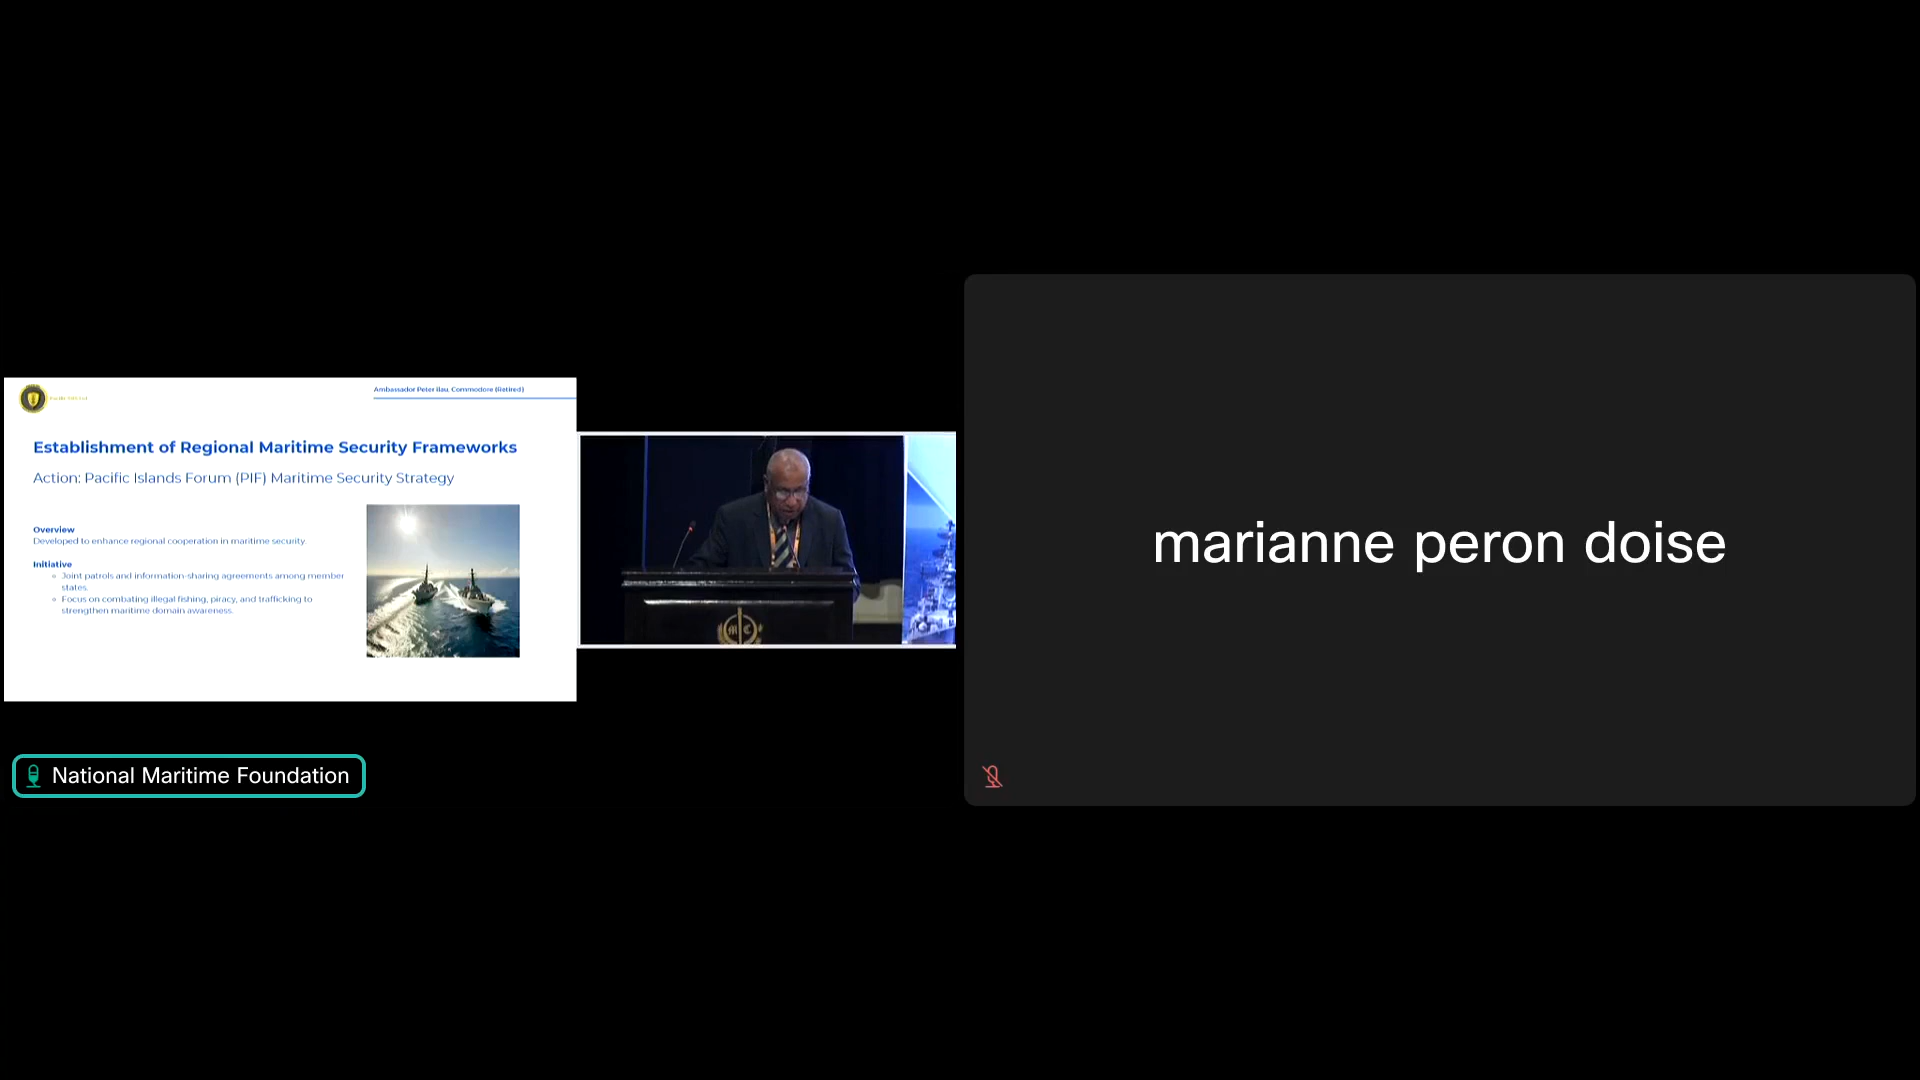 Ambassador Peter Ilau, Commodore (Retired)
Establishment of Regional Maritime Security Frameworks
Action: Pacific Islands Forum (PIF) Maritime Security Strategy
Overview
Developed to enhance regional cooperation in maritime security.
Initiative
Joint patrols and information-sharing agreements among member
states.
Focus on combating illegal fishing, piracy, and trafficking to
strengthen maritime domain awareness.
National Maritime Foundation
marianne peron doise